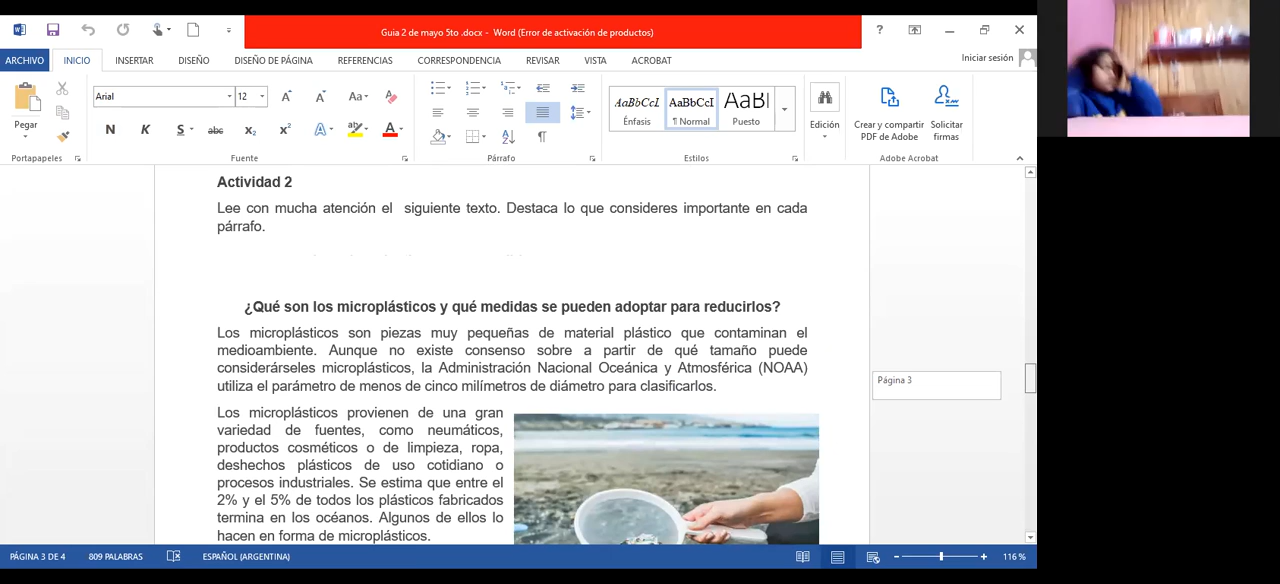 Guia 2 de mayo 5to .docx - Word (Error de activación de productos)
?
ARCHIVO INICIO INSERTAR DISEÑO DISEÑO DE PÁGINA REFERENCIAS CORRESPONDENCIA REVISAR VISTA ACROBAT Iniciar sesión
Arial 12 Aa AaBbCcL AaBbCcI AaBbI
Pegar N K S abc x₂ x² A A Énfasis ¶ Normal Puesto Edición Crear y compartir PDF de Adobe Solicitar firmas
Portapapeles Fuente Párrafo Estilos Adobe Acrobat
Actividad 2
Lee con mucha atención el siguiente texto. Destaca lo que consideres importante en cada
párrafo.
¿Qué son los microplásticos y qué medidas se pueden adoptar para reducirlos?
Los microplásticos son piezas muy pequeñas de material plástico que contaminan el
medioambiente. Aunque no existe consenso sobre a partir de qué tamaño puede
considerárseles microplásticos, la Administración Nacional Oceánica y Atmosférica (NOAA)
utiliza el parámetro de menos de cinco milímetros de diámetro para clasificarlos.
Página 3
Los microplásticos provienen de una gran
variedad de fuentes, como neumáticos,
productos cosméticos o de limpieza, ropa,
deshechos plásticos de uso cotidiano o
procesos industriales. Se estima que entre el
2% y el 5% de todos los plásticos fabricados
termina en los océanos. Algunos de ellos lo
hacen en forma de microplásticos.
PÁGINA 3 DE 4 809 PALABRAS ESPAÑOL (ARGENTINA) 116 %